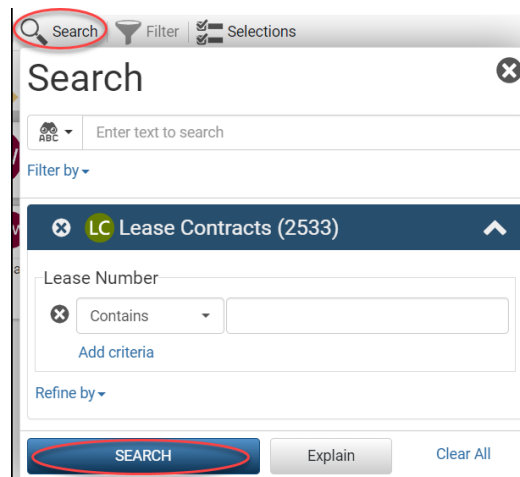 Search Filter Selections
Search
ABC Enter text to search
Filter by
LC Lease Contracts (2533)
Lease Number
Contains
Add criteria
Refine by
SEARCH Explain Clear All